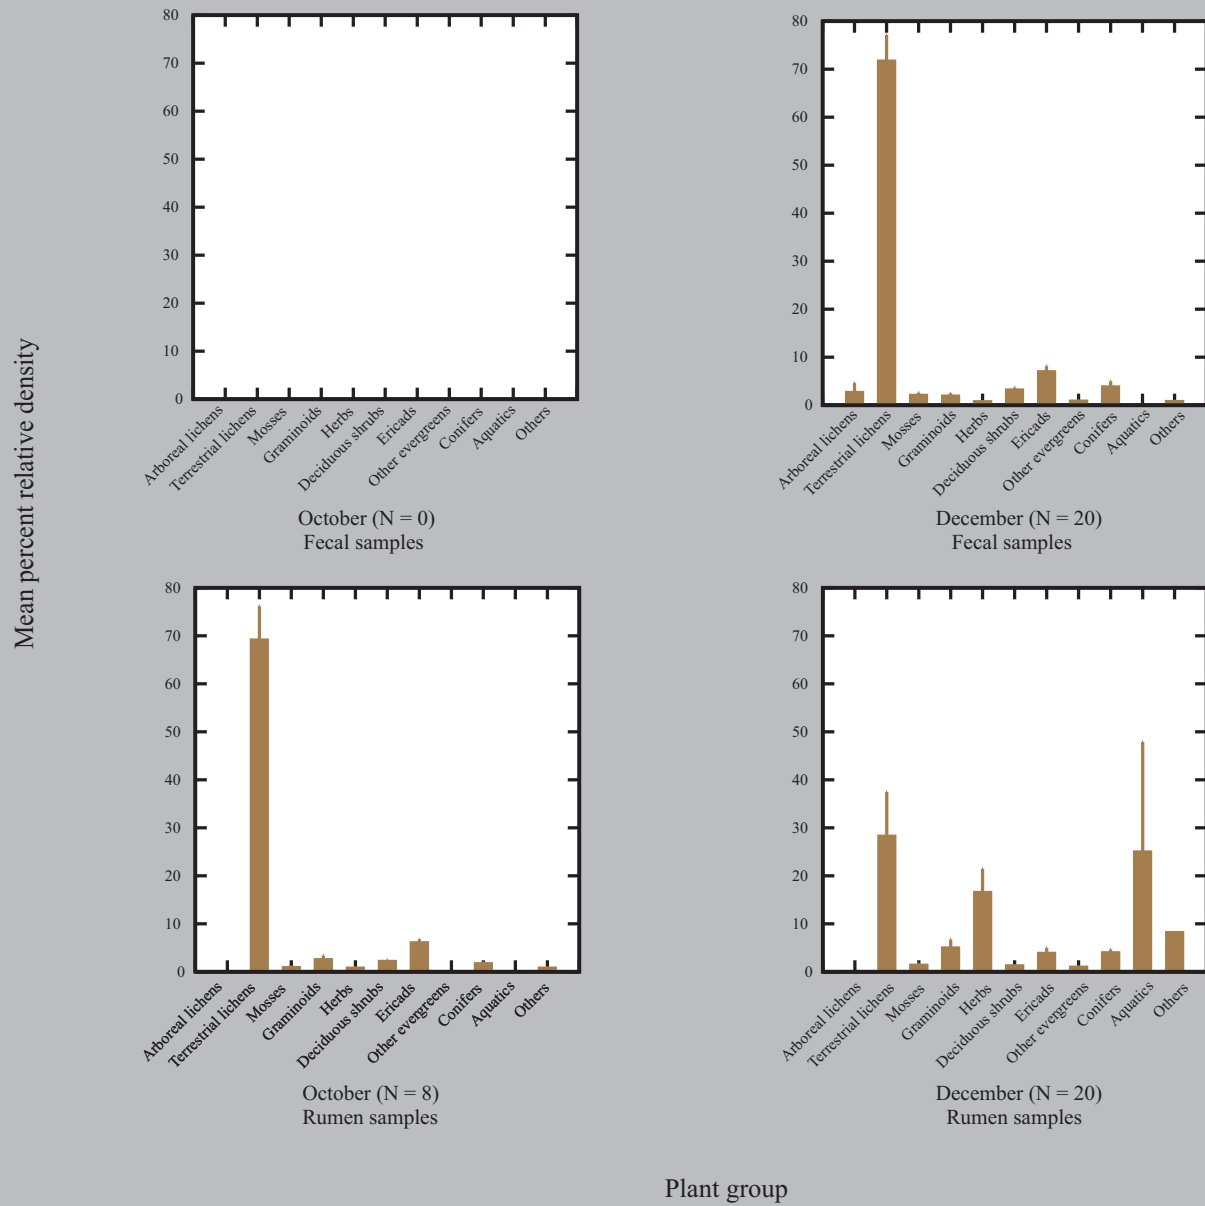 Mean percent relative density
80
70
60
50
40
30
20
10
0
Arboreal lichens
Terrestrial lichens
Mosses
Graminoids
Herbs
Deciduous shrubs
Ericads
Other evergreens
Conifers
Aquatics
Others
October (N = 0)
Fecal samples
80
70
60
50
40
30
20
10
0
Arboreal lichens
Terrestrial lichens
Mosses
Graminoids
Herbs
Deciduous shrubs
Ericads
Other evergreens
Conifers
Aquatics
Others
December (N = 20)
Fecal samples
80
70
60
50
40
30
20
10
0
Arboreal lichens
Terrestrial lichens
Mosses
Graminoids
Herbs
Deciduous shrubs
Ericads
Other evergreens
Conifers
Aquatics
Others
October (N = 8)
Rumen samples
80
70
60
50
40
30
20
10
0
Arboreal lichens
Terrestrial lichens
Mosses
Graminoids
Herbs
Deciduous shrubs
Ericads
Other evergreens
Conifers
Aquatics
Others
December (N = 20)
Rumen samples
Plant group